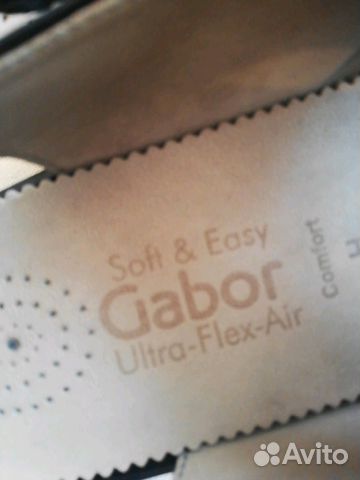 Soft & Easy
Gabor
Ultra-Flex-Air
Comfort
H
Avito